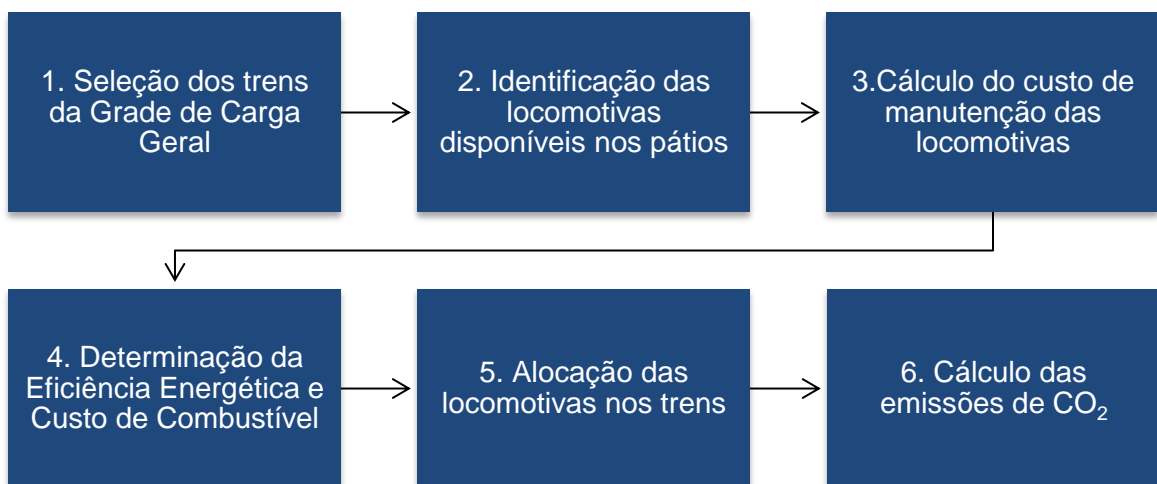 1. Seleção dos trens
da Grade de Carga
Geral
2. Identificação das
locomotivas
disponíveis nos pátios
3.Cálculo do custo de
manutenção das
locomotivas
4. Determinação da
Eficiência Energética e
Custo de Combustível
5. Alocação das
locomotivas nos trens
6. Cálculo das
emissões de CO₂